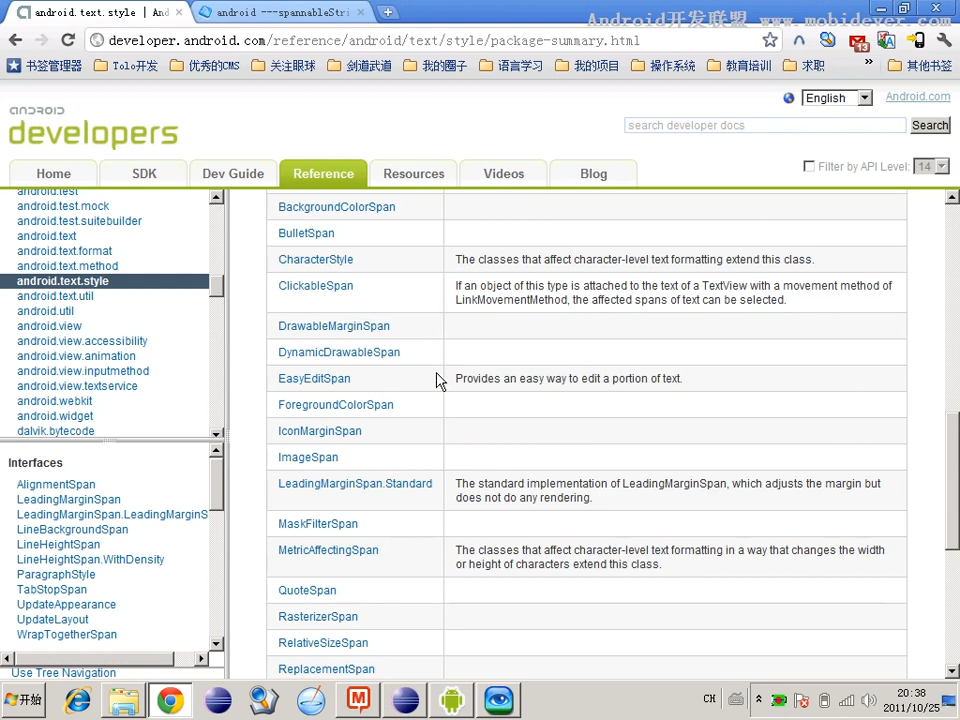 android.text.style | And
android ---spannableStri
Android开发联盟 www.mobidever.com
developer.android.com/reference/android/text/style/package-summary.html
13
书签管理器 Tolo开发 优秀的CMS 关注眼球 剑道武道 我的圈子 语言学习 我的项目 操作系统 教育培训 求职 » 其他书签
English Android.com
android
developers
search developer docs Search
Home SDK Dev Guide Reference Resources Videos Blog
Filter by API Level: 14
android.test
android.test.mock
android.test.suitebuilder
android.text
android.text.format
android.text.method
android.text.style
android.text.util
android.util
android.view
android.view.accessibility
android.view.animation
android.view.inputmethod
android.view.textservice
android.webkit
android.widget
dalvik.bytecode
Interfaces
AlignmentSpan
LeadingMarginSpan
LeadingMarginSpan.LeadingMarginS
LineBackgroundSpan
LineHeightSpan
LineHeightSpan.WithDensity
ParagraphStyle
TabStopSpan
UpdateAppearance
UpdateLayout
WrapTogetherSpan
Use Tree Navigation
BackgroundColorSpan
BulletSpan
CharacterStyle The classes that affect character-level text formatting extend this class.
ClickableSpan If an object of this type is attached to the text of a TextView with a movement method of
LinkMovementMethod, the affected spans of text can be selected.
DrawableMarginSpan
DynamicDrawableSpan
EasyEditSpan Provides an easy way to edit a portion of text.
ForegroundColorSpan
IconMarginSpan
ImageSpan
LeadingMarginSpan.Standard The standard implementation of LeadingMarginSpan, which adjusts the margin but
does not do any rendering.
MaskFilterSpan
MetricAffectingSpan The classes that affect character-level text formatting in a way that changes the width
or height of characters extend this class.
QuoteSpan
RasterizerSpan
RelativeSizeSpan
ReplacementSpan
开始
CH
20:38
2011/10/25